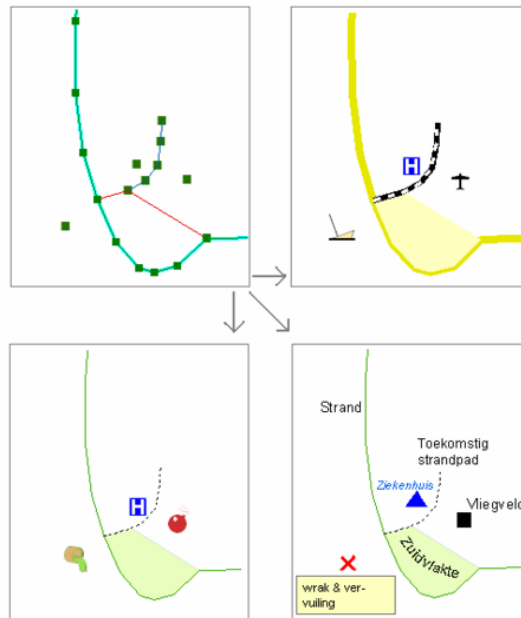 H
H
Strand
Toekomstig
strandpad
Ziekenhuis
Vliegveld
Zuidvlakte
wrak & ver-
vuiling